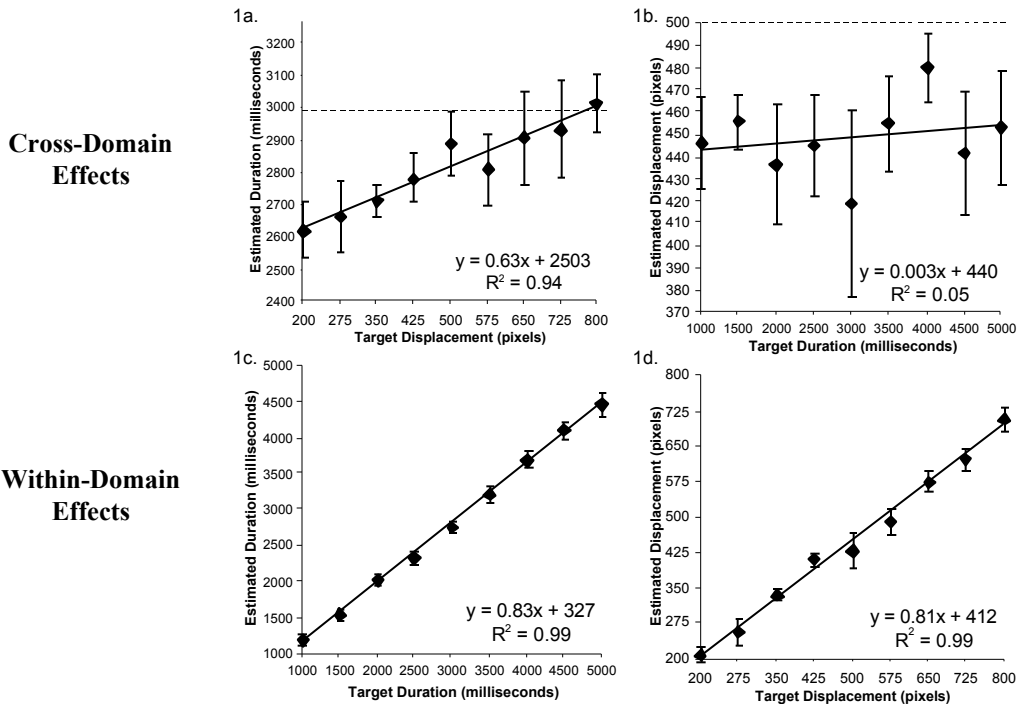 Cross-Domain
Effects
1a.
Estimated Duration (milliseconds)
3200
3100
3000
2900
2800
2700
2600
2500
2400
y = 0.63x + 2503
R² = 0.94
200 275 350 425 500 575 650 725 800
Target Displacement (pixels)
1b.
Estimated Displacement (pixels)
500
490
480
470
460
450
440
430
420
410
400
390
380
370
y = 0.003x + 440
R² = 0.05
1000 1500 2000 2500 3000 3500 4000 4500 5000
Target Duration (milliseconds)
Within-Domain
Effects
1c.
Estimated Duration (milliseconds)
5000
4500
4000
3500
3000
2500
2000
1500
1000
y = 0.83x + 327
R² = 0.99
1000 1500 2000 2500 3000 3500 4000 4500 5000
Target Duration (milliseconds)
1d.
Estimated Displacement (pixels)
800
725
650
575
500
425
350
275
200
y = 0.81x + 412
R² = 0.99
200 275 350 425 500 575 650 725 800
Target Displacement (pixels)